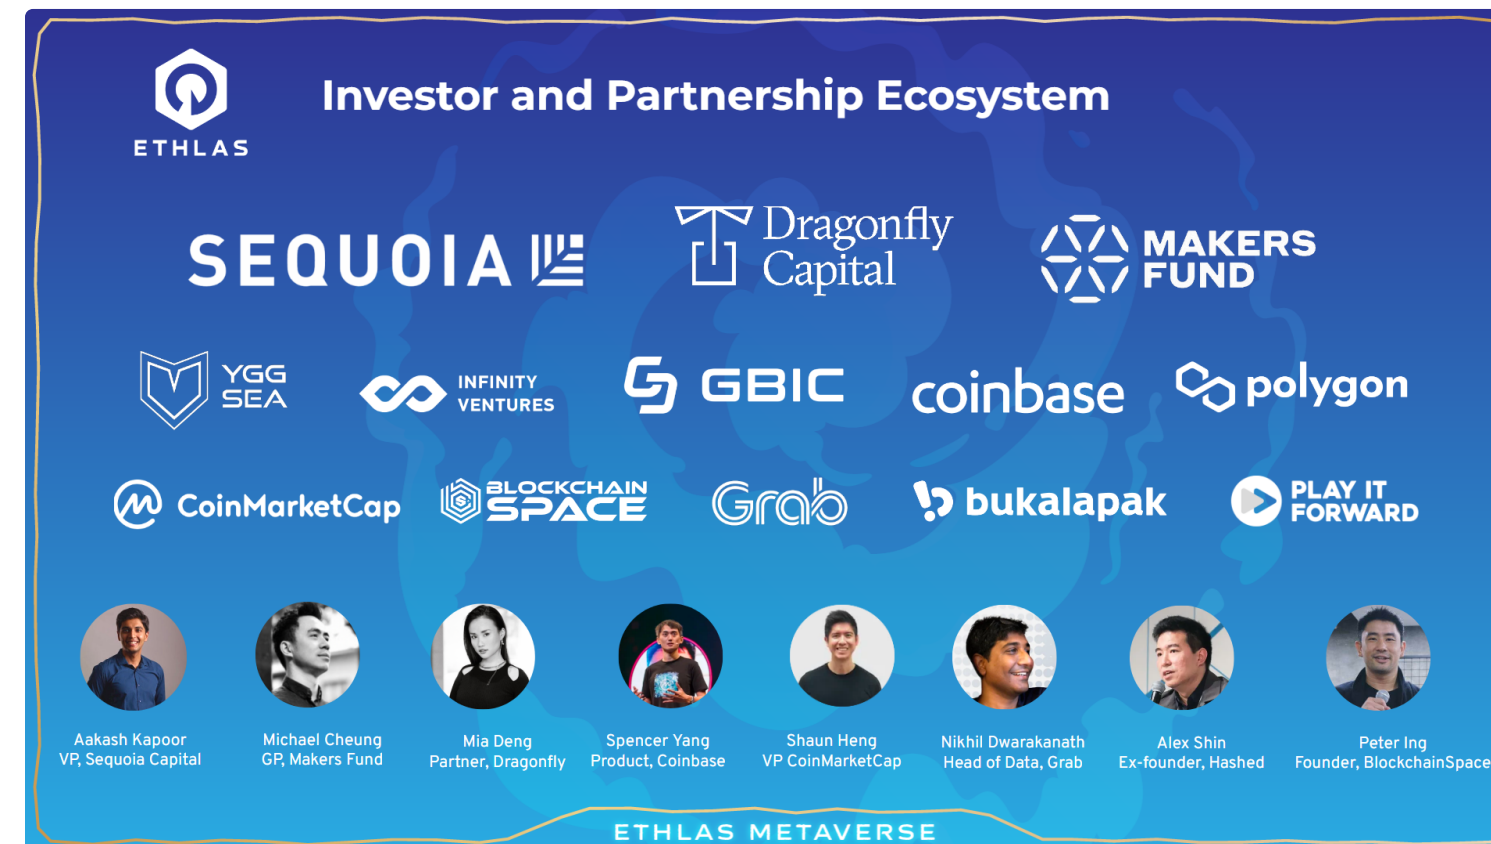 ETHLAS
Investor and Partnership Ecosystem
SEQUOIA
Dragonfly
Capital
MAKERS
FUND
YGG
SEA
INFINITY
VENTURES
GBIC
coinbase
polygon
CoinMarketCap
BLOCKCHAIN
SPACE
Grab
bukalapak
PLAY IT
FORWARD
Aakash Kapoor
VP, Sequoia Capital
Michael Cheung
GP, Makers Fund
Mia Deng
Partner, Dragonfly
Spencer Yang
Product, Coinbase
Shaun Heng
VP CoinMarketCap
Nikhil Dwarakanath
Head of Data, Grab
Alex Shin
Ex-founder, Hashed
Peter Ing
Founder, BlockchainSpace
ETHLAS METAVERSE